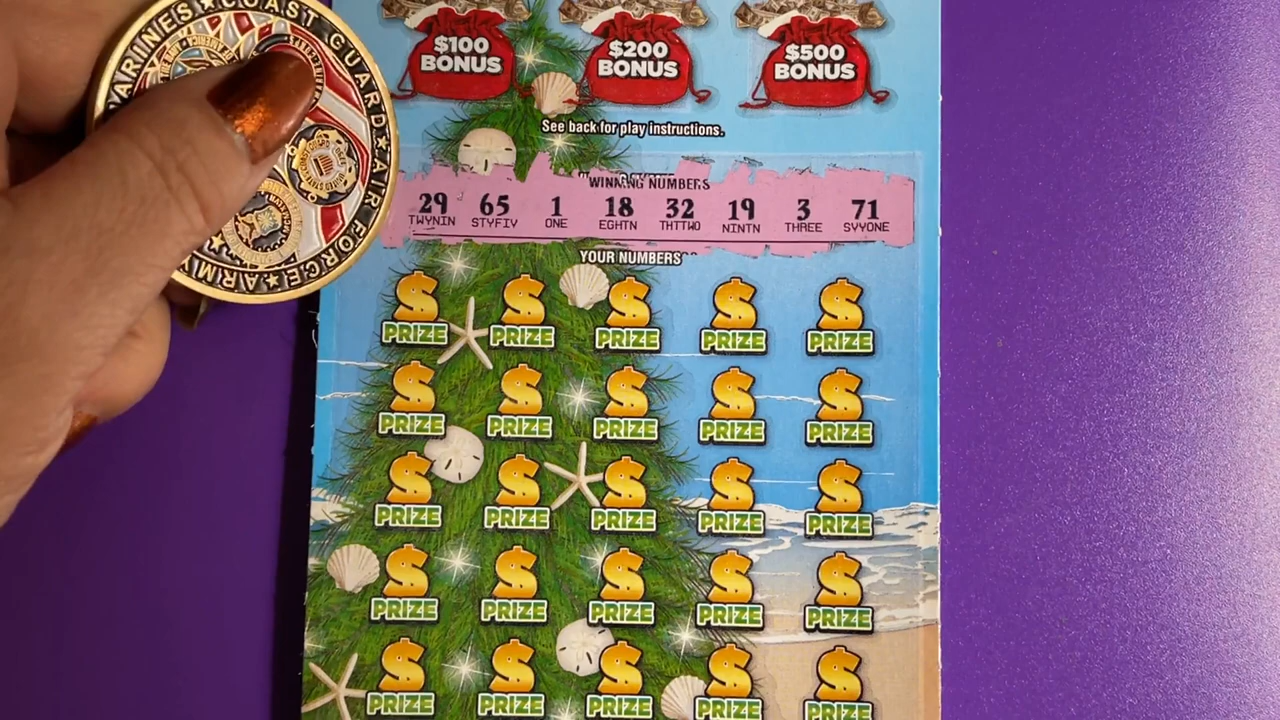 MARINES ★ COAST GUARD ★ AIR FORCE ★ ARMY
$100 $200 $500
BONUS BONUS BONUS
See back for play instructions.
WINNING NUMBERS
29 65 1 18 32 19 3 71
TWYNIN STYFIV ONE EGHTN THTTWO NINTN THREE SVYONE
YOUR NUMBERS
$ $ $ $ $
PRIZE PRIZE PRIZE PRIZE PRIZE
$ $ $ $ $
PRIZE PRIZE PRIZE PRIZE PRIZE
$ $ $ $ $
PRIZE PRIZE PRIZE PRIZE PRIZE
$ $ $ $ $
PRIZE PRIZE PRIZE PRIZE PRIZE
$ $ $ $ $
PRIZE PRIZE PRIZE PRIZE PRIZE